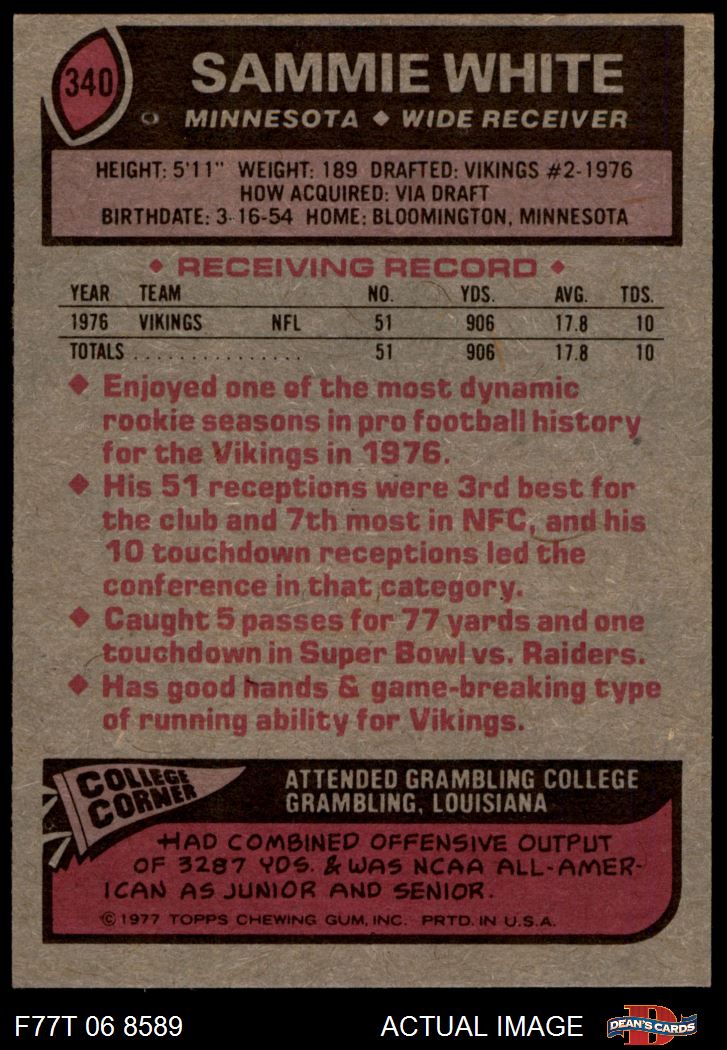 340
SAMMIE WHITE
MINNESOTA ◆ WIDE RECEIVER
HEIGHT: 5'11" WEIGHT: 189 DRAFTED: VIKINGS #2-1976
HOW ACQUIRED: VIA DRAFT
BIRTHDATE: 3-16-54 HOME: BLOOMINGTON, MINNESOTA
◆ RECEIVING RECORD ◆
YEAR TEAM NO. YDS. AVG. TDS.
1976 VIKINGS NFL 51 906 17.8 10
TOTALS . . . . . . . . . . . . . . . 51 906 17.8 10
◆ Enjoyed one of the most dynamic
rookie seasons in pro football history
for the Vikings in 1976.
◆ His 51 receptions were 3rd best for
the club and 7th most in NFC, and his
10 touchdown receptions led the
conference in that category.
◆ Caught 5 passes for 77 yards and one
touchdown in Super Bowl vs. Raiders.
◆ Has good hands & game-breaking type
of running ability for Vikings.
COLLEGE
CORNER
ATTENDED GRAMBLING COLLEGE
GRAMBLING, LOUISIANA
HAD COMBINED OFFENSIVE OUTPUT
OF 3287 YDS. & WAS NCAA ALL-AMER-
ICAN AS JUNIOR AND SENIOR.
© 1977 TOPPS CHEWING GUM, INC. PRTD. IN U.S.A.
F77T 06 8589 ACTUAL IMAGE
D
DEAN'S CARDS